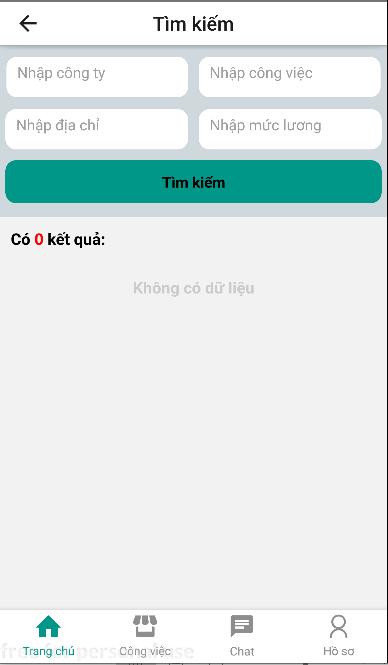 Tìm kiếm
Nhập công ty
Nhập công việc
Nhập địa chỉ
Nhập mức lương
Tìm kiếm
Có 0 kết quả:
Không có dữ liệu
Trang chủ
Công việc
Chat
Hồ sơ